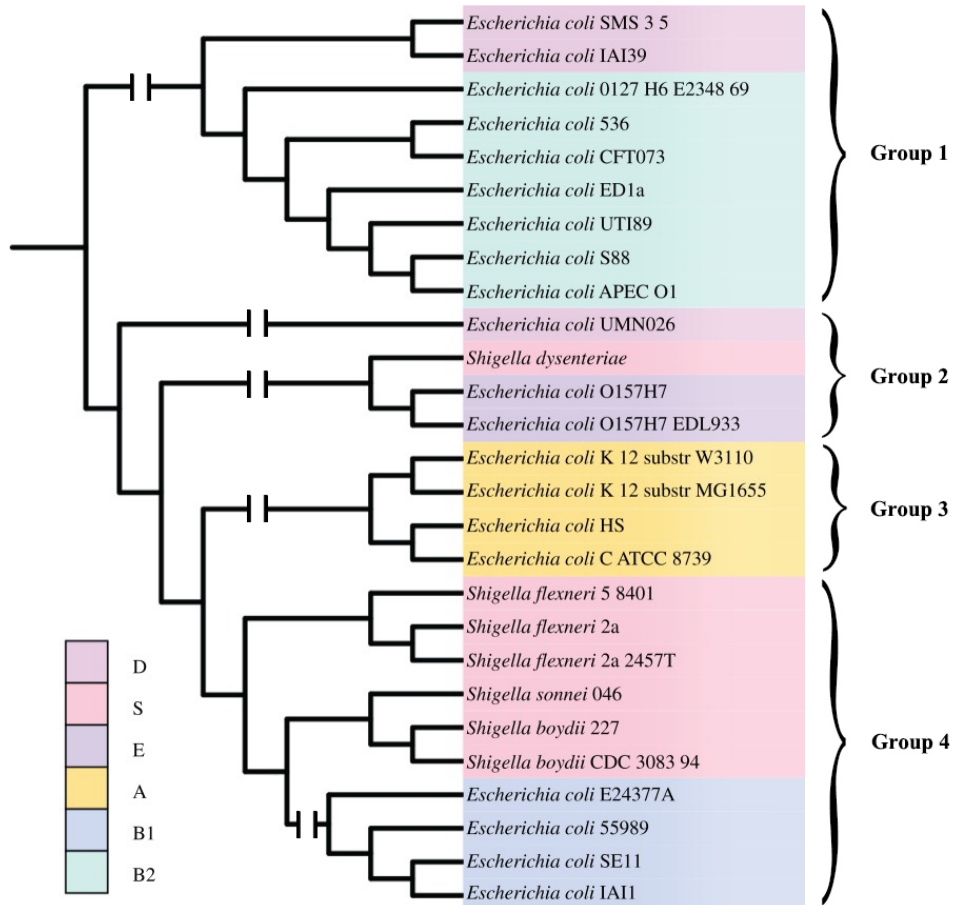 Escherichia coli SMS 3 5
Escherichia coli IAI39
Escherichia coli 0127 H6 E2348 69
Escherichia coli 536
Escherichia coli CFT073
Escherichia coli ED1a
Escherichia coli UTI89
Escherichia coli S88
Escherichia coli APEC O1
Group 1
Escherichia coli UMN026
Shigella dysenteriae
Escherichia coli O157H7
Escherichia coli O157H7 EDL933
Group 2
Escherichia coli K 12 substr W3110
Escherichia coli K 12 substr MG1655
Escherichia coli HS
Escherichia coli C ATCC 8739
Group 3
Shigella flexneri 5 8401
Shigella flexneri 2a
Shigella flexneri 2a 2457T
Shigella sonnei 046
Shigella boydii 227
Shigella boydii CDC 3083 94
Escherichia coli E24377A
Escherichia coli 55989
Escherichia coli SE11
Escherichia coli IAI1
Group 4
D
S
E
A
B1
B2